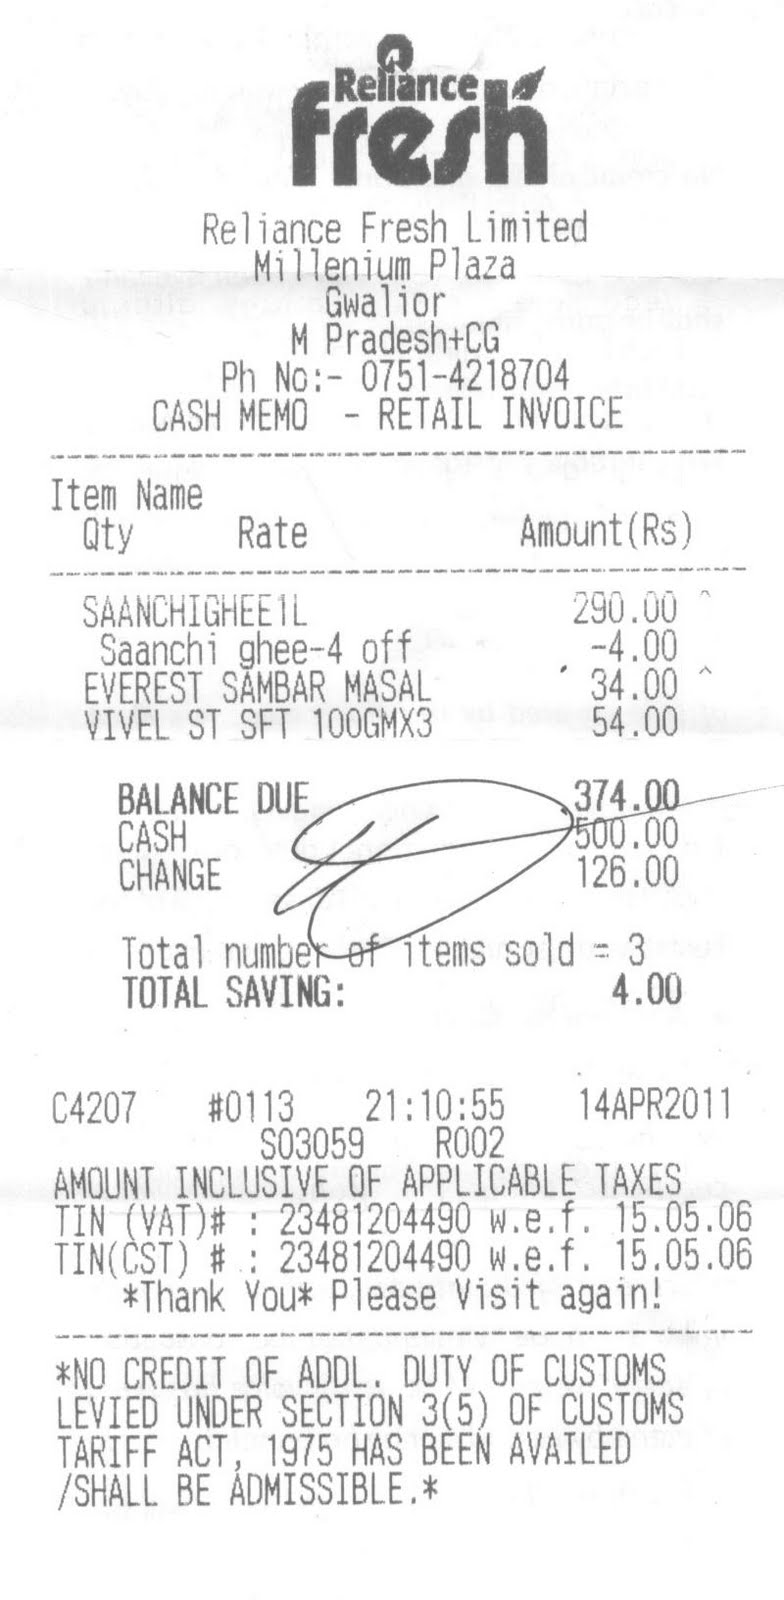 Reliance
fresh
Reliance Fresh Limited
Millenium Plaza
Gwalior
M Pradesh+CG
Ph No:- 0751-4218704
CASH MEMO - RETAIL INVOICE
Item Name
Qty Rate Amount(Rs)
SAANCHIGHEE1L 290.00 ^
Saanchi ghee-4 off -4.00
EVEREST SAMBAR MASAL 34.00 ^
VIVEL ST SFT 100GMX3 54.00
BALANCE DUE 374.00
CASH 500.00
CHANGE 126.00
Total number of items sold = 3
TOTAL SAVING: 4.00
C4207 #0113 21:10:55 14APR2011
S03059 R002
AMOUNT INCLUSIVE OF APPLICABLE TAXES
TIN (VAT)# : 23481204490 w.e.f. 15.05.06
TIN(CST) # : 23481204490 w.e.f. 15.05.06
*Thank You* Please Visit again!
*NO CREDIT OF ADDL. DUTY OF CUSTOMS
LEVIED UNDER SECTION 3(5) OF CUSTOMS
TARIFF ACT, 1975 HAS BEEN AVAILED
/SHALL BE ADMISSIBLE.*